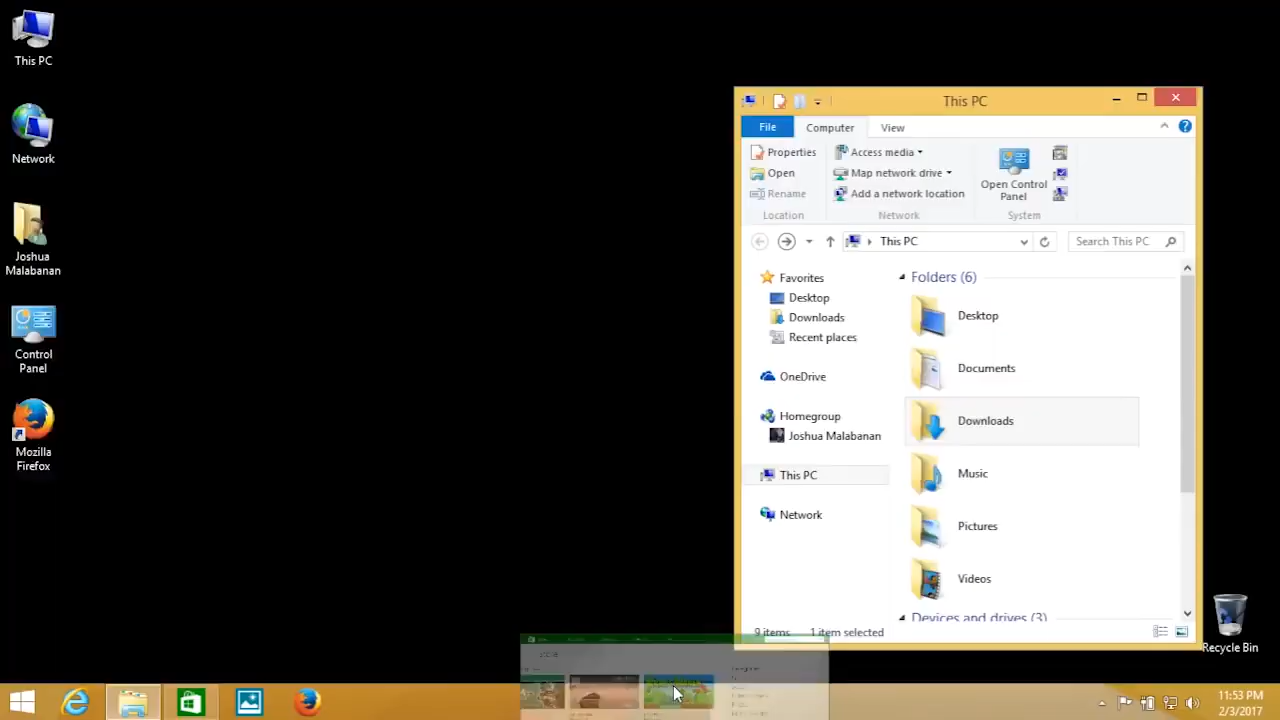 This PC
Network
Joshua
Malabanan
Control
Panel
Mozilla
Firefox
This PC
File
Computer
View
Properties
Open
Rename
Location
Access media
Map network drive
Add a network location
Network
Open Control
Panel
System
This PC
Search This PC
Favorites
Desktop
Downloads
Recent places
OneDrive
Homegroup
Joshua Malabanan
This PC
Network
Folders (6)
Desktop
Documents
Downloads
Music
Pictures
Videos
Devices and drives (3)
9 items
1 item selected
Recycle Bin
11:53 PM
2/3/2017